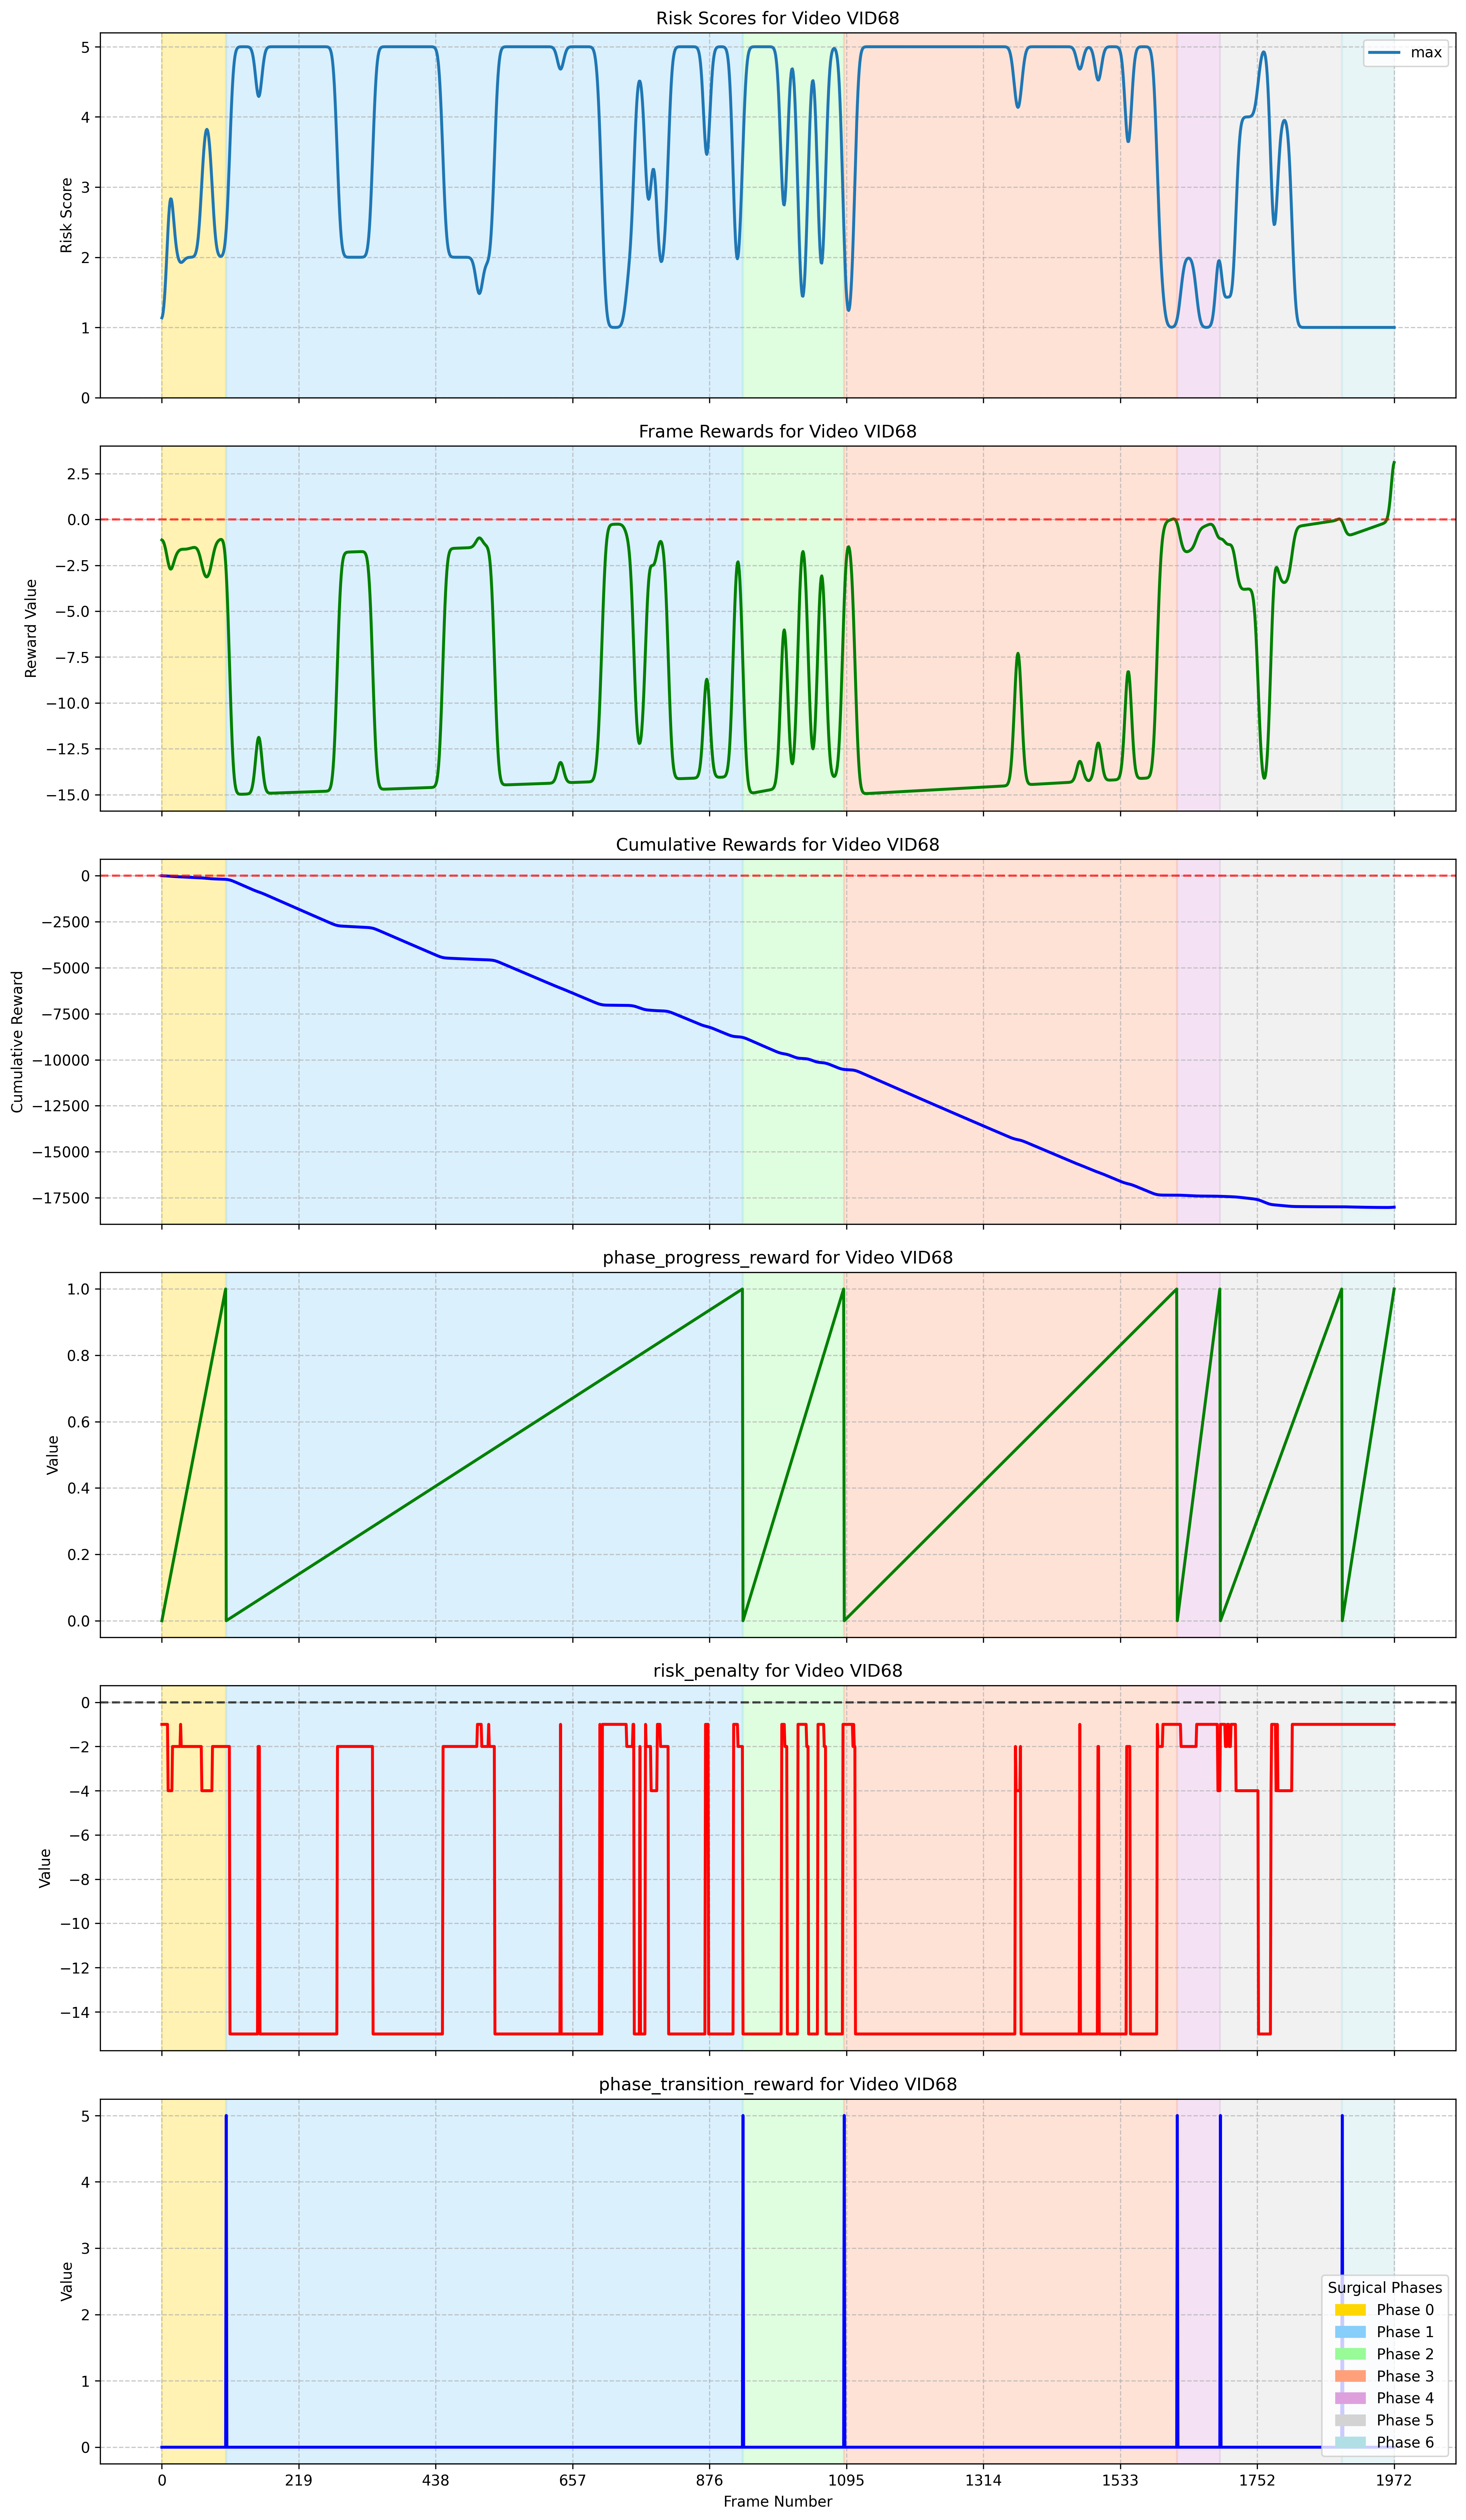 Risk Scores for Video VID68
max
Risk Score
5
4
3
2
1
0
Frame Rewards for Video VID68
Reward Value
2.5
0.0
−2.5
−5.0
−7.5
−10.0
−12.5
−15.0
Cumulative Rewards for Video VID68
Cumulative Reward
0
−2500
−5000
−7500
−10000
−12500
−15000
−17500
phase_progress_reward for Video VID68
Value
1.0
0.8
0.6
0.4
0.2
0.0
risk_penalty for Video VID68
Value
0
−2
−4
−6
−8
−10
−12
−14
phase_transition_reward for Video VID68
Value
5
4
3
2
1
0
Surgical Phases
Phase 0
Phase 1
Phase 2
Phase 3
Phase 4
Phase 5
Phase 6
0 219 438 657 876 1095 1314 1533 1752 1972
Frame Number